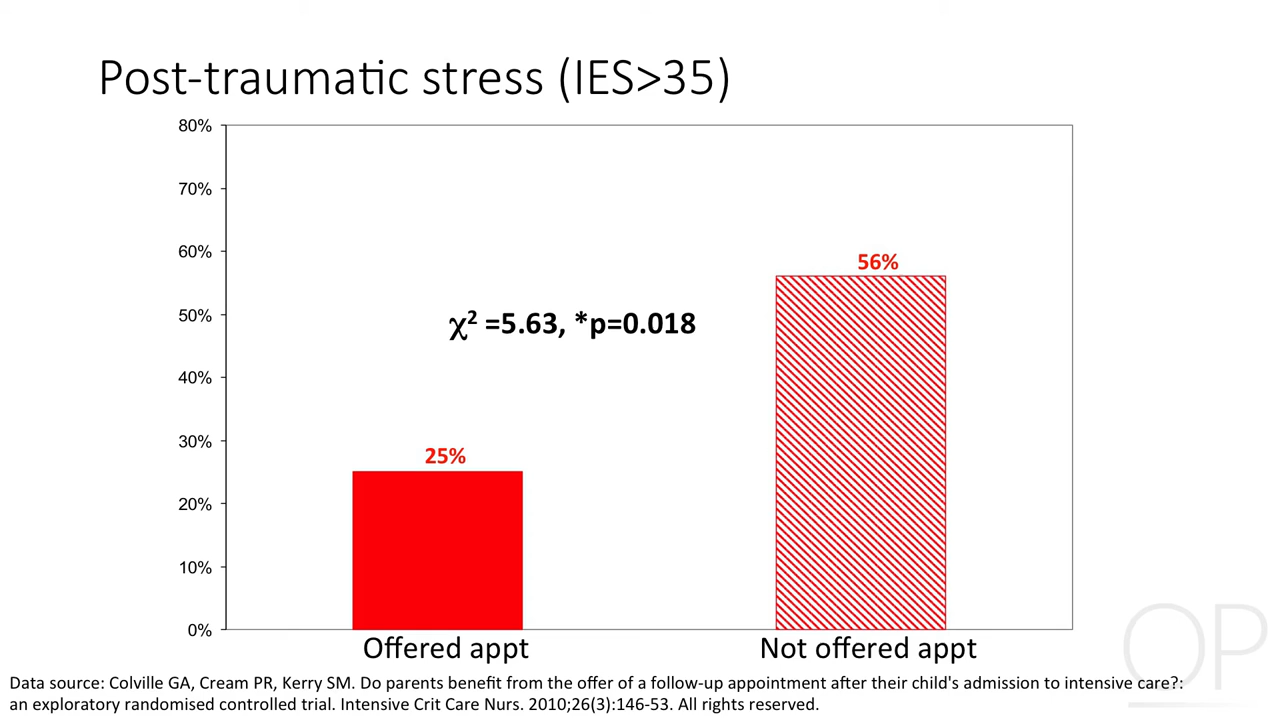 Post-traumatic stress (IES>35)
80%
70%
60%
50%
40%
30%
20%
10%
0%
56%
χ² =5.63, *p=0.018
25%
Offered appt
Not offered appt
OP
Data source: Colville GA, Cream PR, Kerry SM. Do parents benefit from the offer of a follow-up appointment after their child's admission to intensive care?:
an exploratory randomised controlled trial. Intensive Crit Care Nurs. 2010;26(3):146-53. All rights reserved.